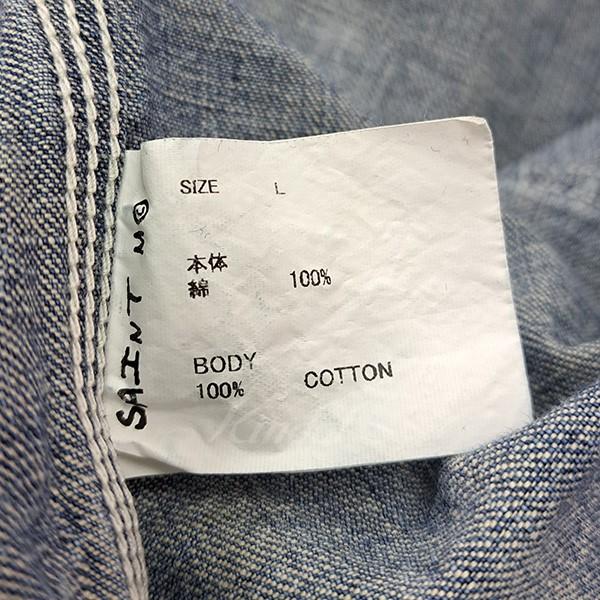 SAINT M©
SIZE L
本体
綿 100%
BODY
100% COTTON